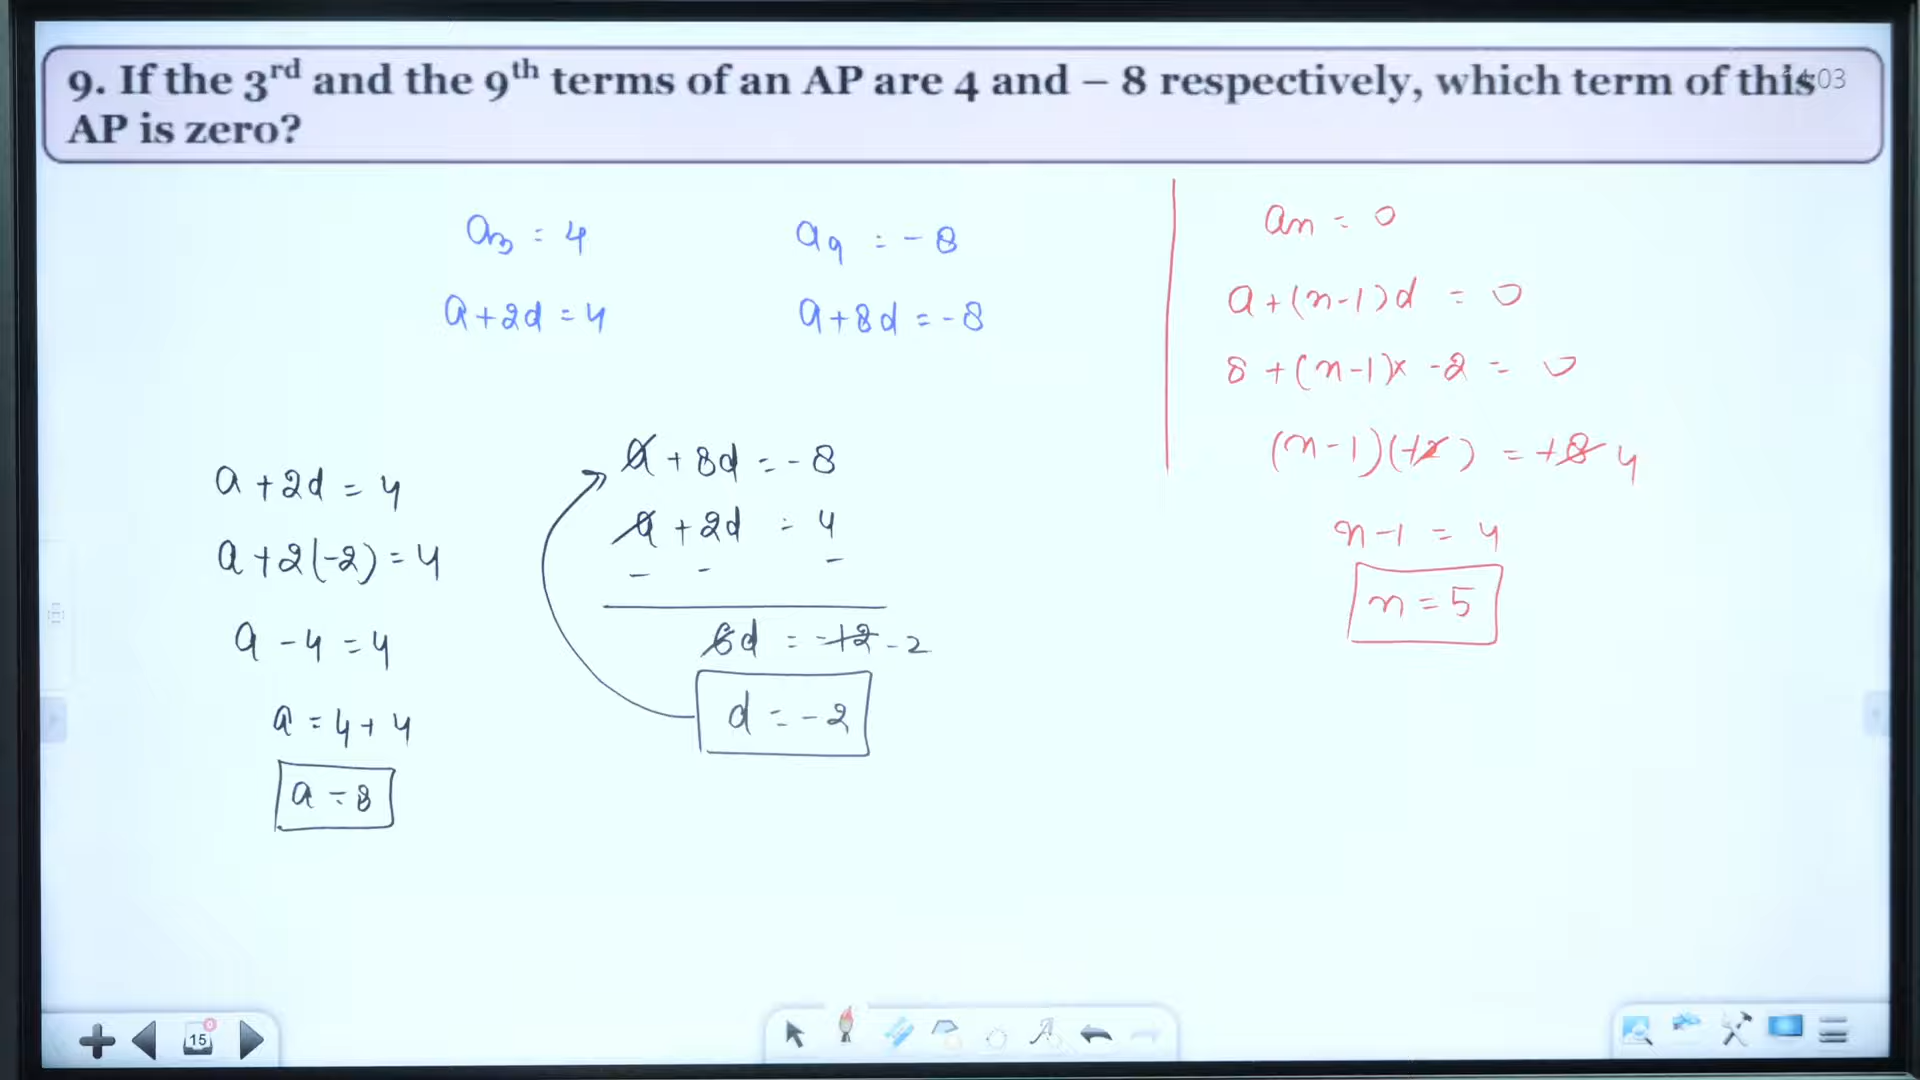 9. If the 3rd and the 9th terms of an AP are 4 and – 8 respectively, which term of this
AP is zero?
a3 = 4
a9 = -8
a+2d = 4
a+8d = -8
a + 2d = 4
a + 2(-2) = 4
a - 4 = 4
a = 4 + 4
a = 8
a + 8d = -8
a + 2d = 4
- - -
6d = -12 -2
d = -2
an = 0
a + (n-1)d = 0
8 + (n-1)x -2 = 0
(n-1)(+2) = +8 4
n-1 = 4
n = 5
15